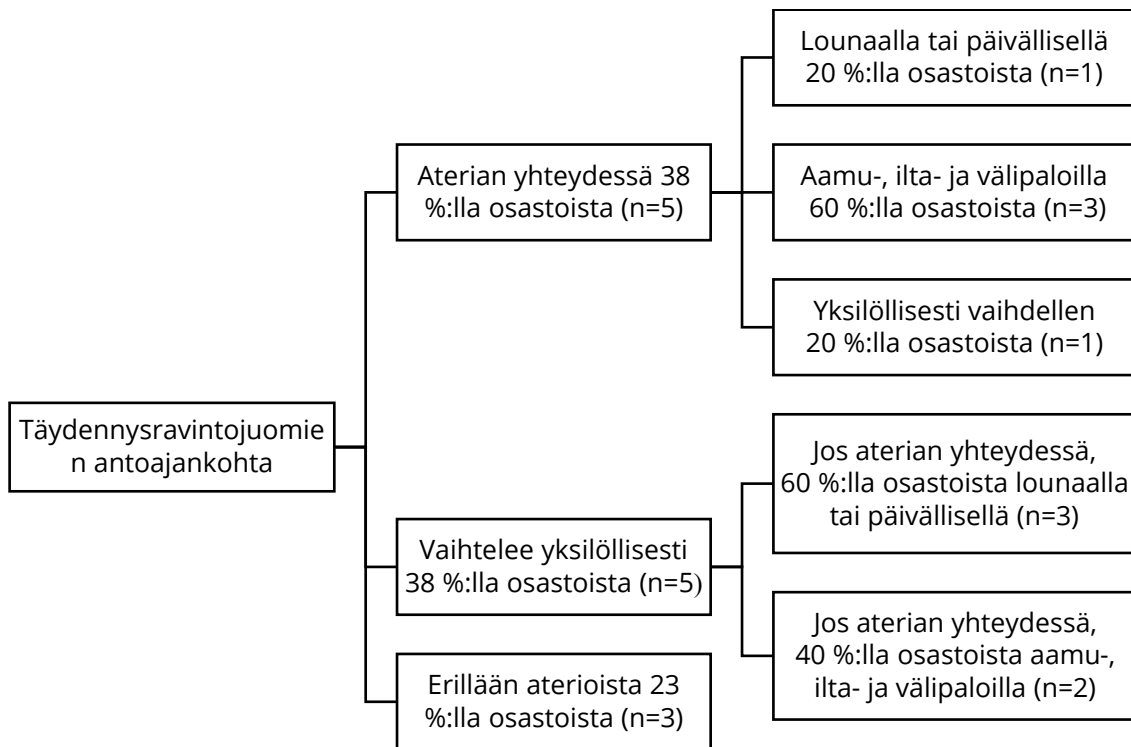 Täydennysravintojuomie
n antoajankohta
Aterian yhteydessä 38
%:lla osastoista (n=5)
Lounaalla tai päivällisellä
20 %:lla osastoista (n=1)
Aamu-, ilta- ja välipaloilla
60 %:lla osastoista (n=3)
Yksilöllisesti vaihdellen
20 %:lla osastoista (n=1)
Vaihtelee yksilöllisesti
38 %:lla osastoista (n=5)
Jos aterian yhteydessä,
60 %:lla osastoista lounaalla
tai päivällisellä (n=3)
Jos aterian yhteydessä,
40 %:lla osastoista aamu-,
ilta- ja välipaloilla (n=2)
Erillään aterioista 23
%:lla osastoista (n=3)